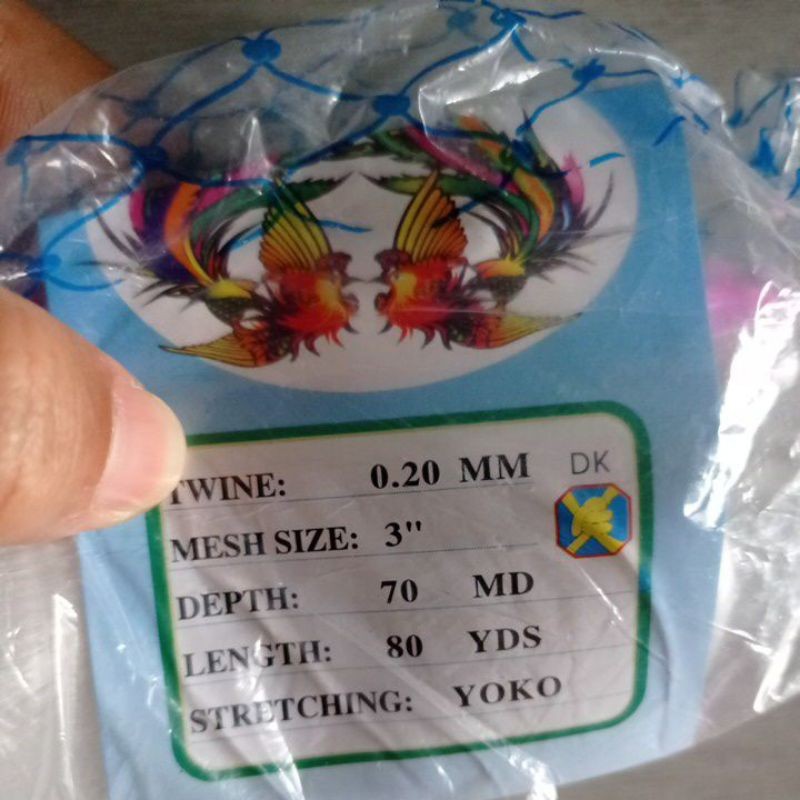 TWINE: 0.20 MM DK
MESH SIZE: 3"
DEPTH: 70 MD
LENGTH: 80 YDS
STRETCHING: YOKO